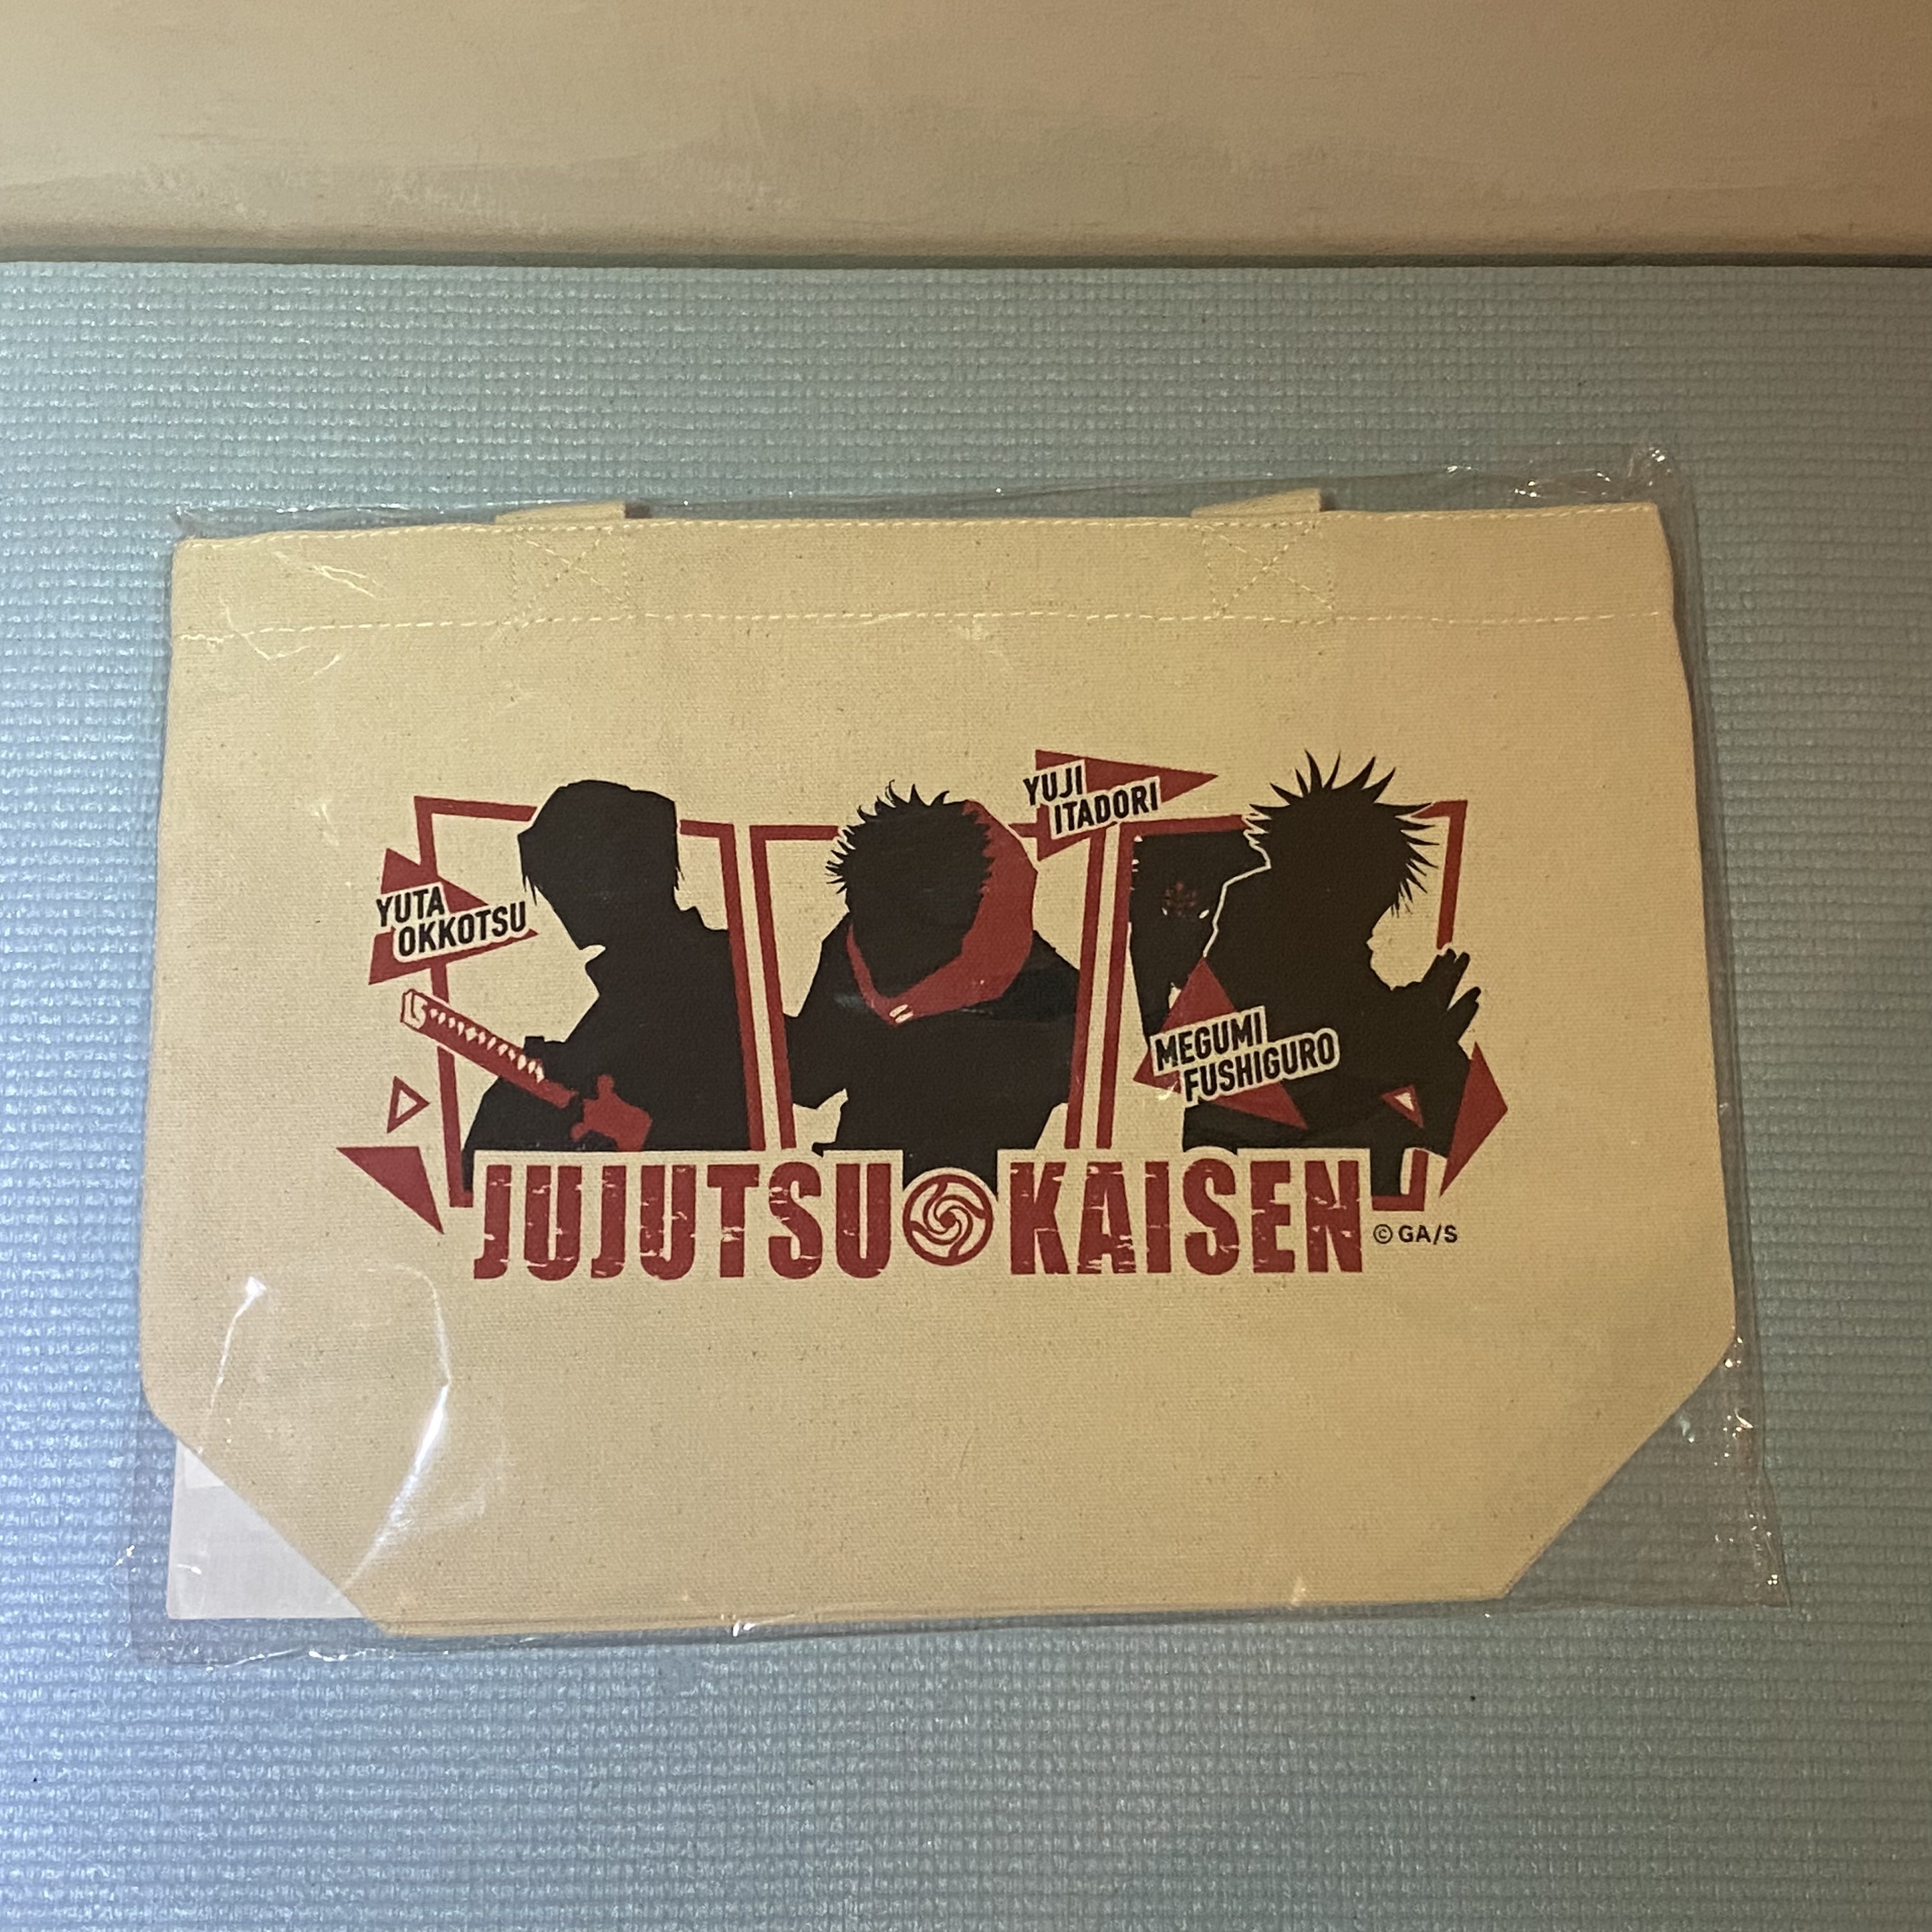 YUJI
ITADORI
YUTA
OKKOTSU
MEGUMI
FUSHIGURO
JUJUTSU KAISEN
©GA/S